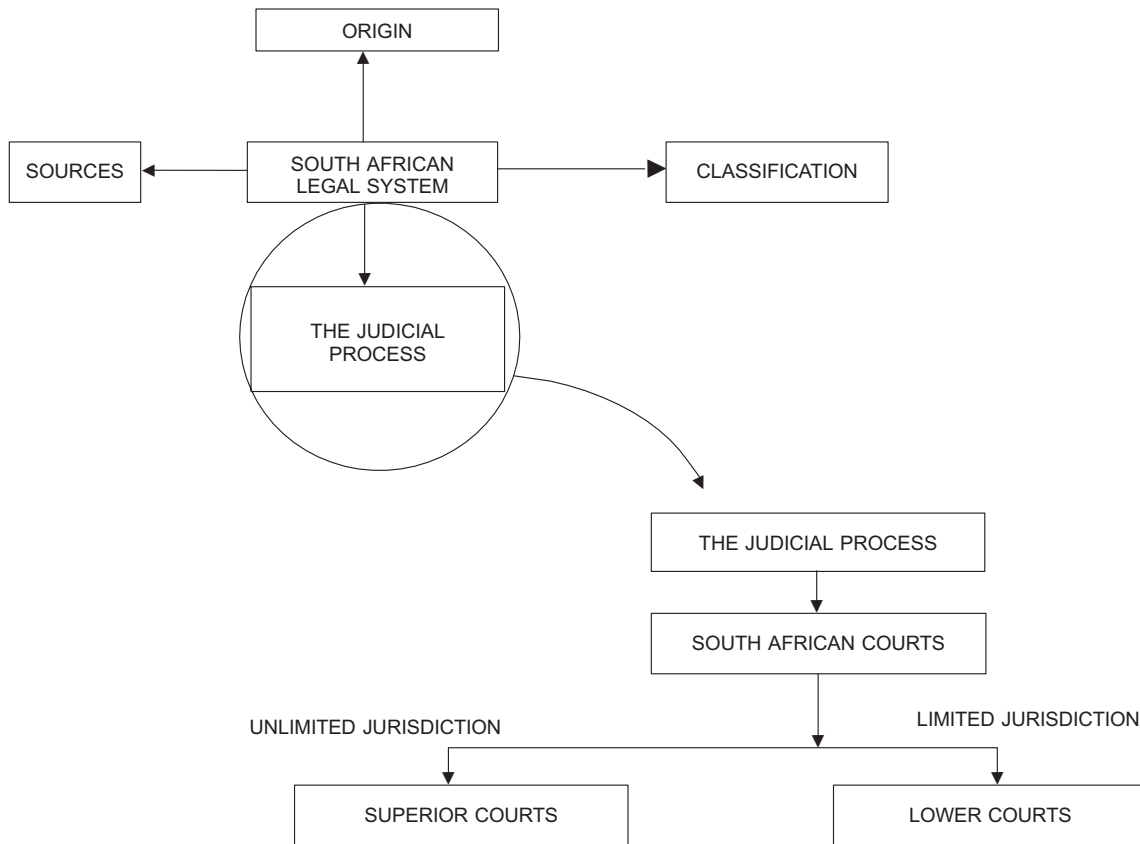 ORIGIN
SOURCES
SOUTH AFRICAN
LEGAL SYSTEM
CLASSIFICATION
THE JUDICIAL
PROCESS
THE JUDICIAL PROCESS
SOUTH AFRICAN COURTS
UNLIMITED JURISDICTION
LIMITED JURISDICTION
SUPERIOR COURTS
LOWER COURTS